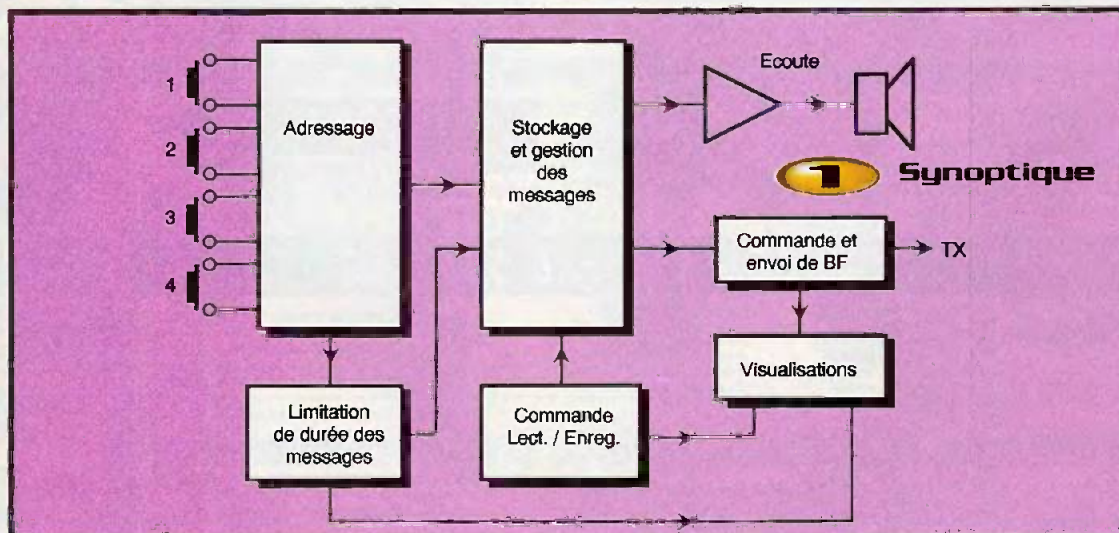 1
2
3
4
Adressage
Stockage
et gestion
des
messages
Ecoute
1 Synoptique
Commande et
envoi de BF
TX
Visualisations
Limitation
de durée des
messages
Commande
Lect. / Enreg.